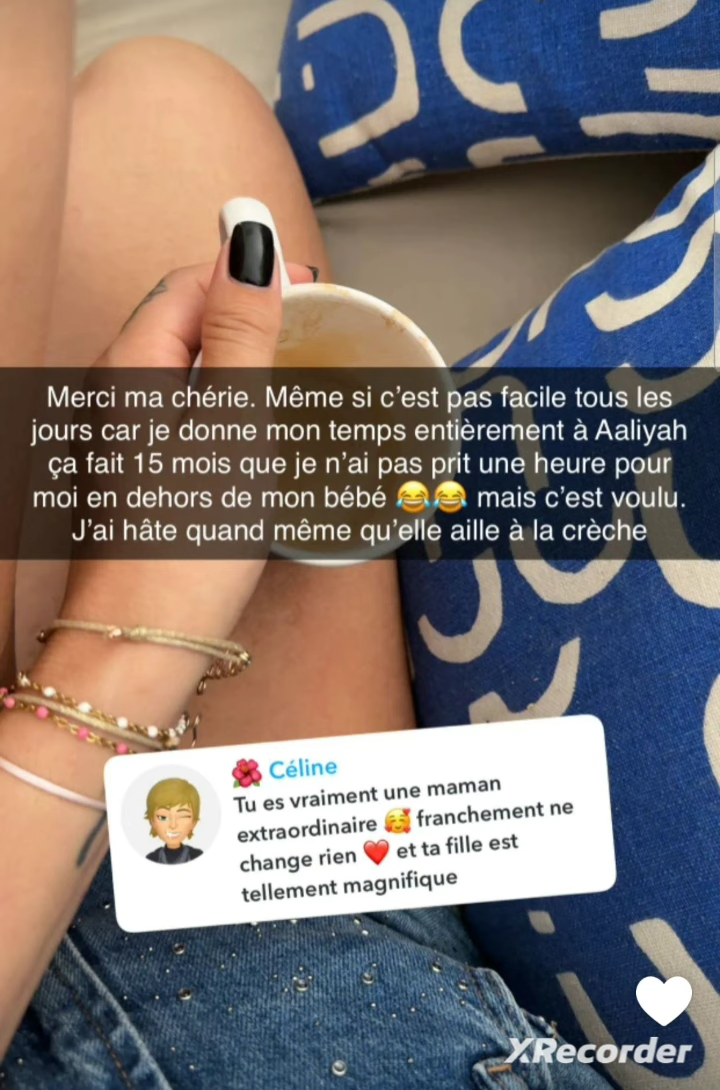 Merci ma chérie. Même si c’est pas facile tous les
jours car je donne mon temps entièrement à Aaliyah
ça fait 15 mois que je n’ai pas prit une heure pour
moi en dehors de mon bébé 😂😂 mais c’est voulu.
J’ai hâte quand même qu’elle aille à la crèche
🌺 Céline
Tu es vraiment une maman
extraordinaire 🥰 franchement ne
change rien ❤️ et ta fille est
tellement magnifique
XRecorder